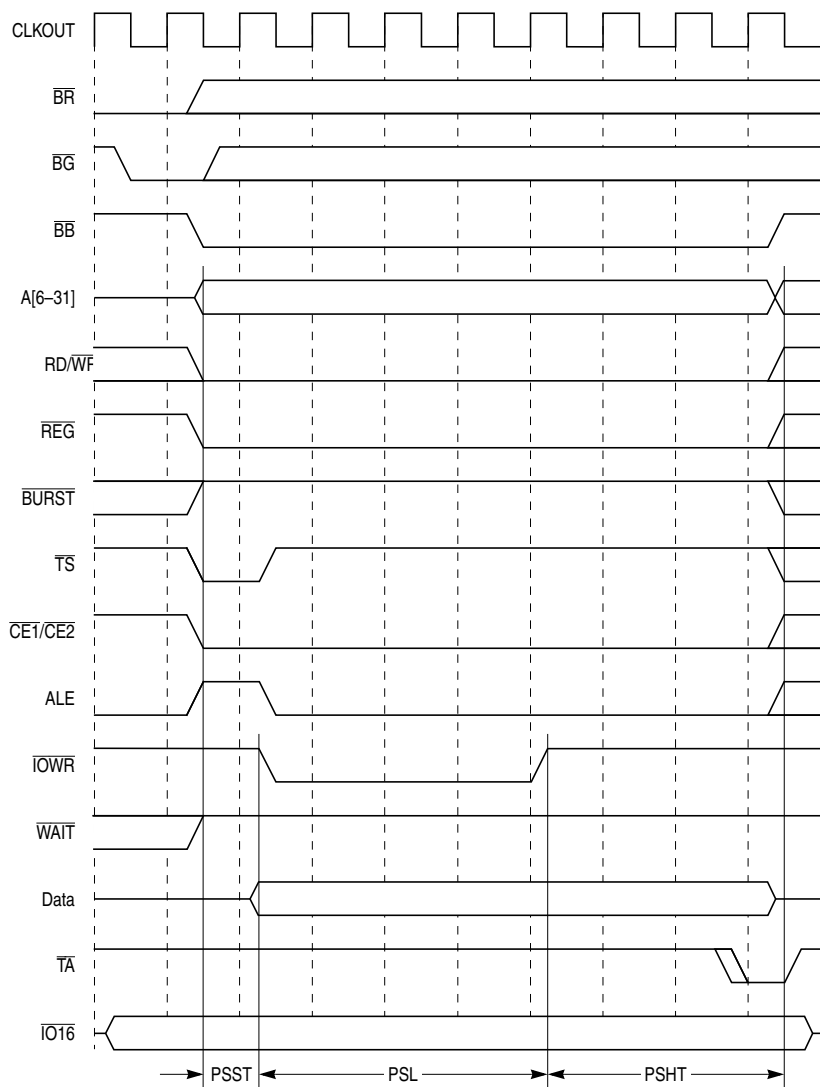 CLKOUT
BR
BG
BB
A[6–31]
RD/WF
REG
BURST
TS
CE1/CE2
ALE
IOWR
WAIT
Data
TA
IO16
PSST PSL PSHT